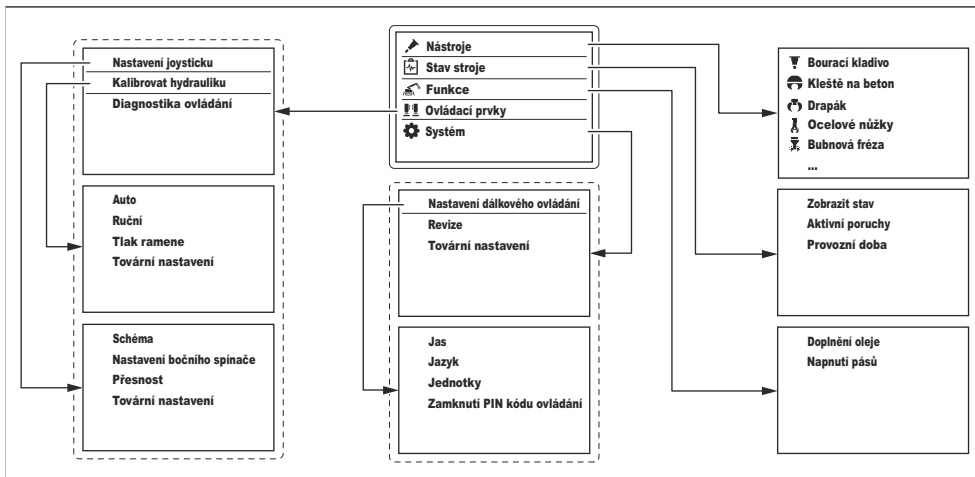 Nastavení joysticku
Kalibrovat hydrauliku
Diagnostika ovládání
Auto
Ruční
Tlak ramene
Tovární nastavení
Schéma
Nastavení bočního spínače
Přesnost
Tovární nastavení
Nástroje
Stav stroje
Funkce
Ovládací prvky
Systém
Nastavení dálkového ovládání
Revize
Tovární nastavení
Jas
Jazyk
Jednotky
Zamknutí PIN kódu ovládání
Bourací kladivo
Kleště na beton
Drapák
Ocelové nůžky
Bubnová fréza
...
Zobrazit stav
Aktivní poruchy
Provozní doba
Doplnění oleje
Napnutí pásů